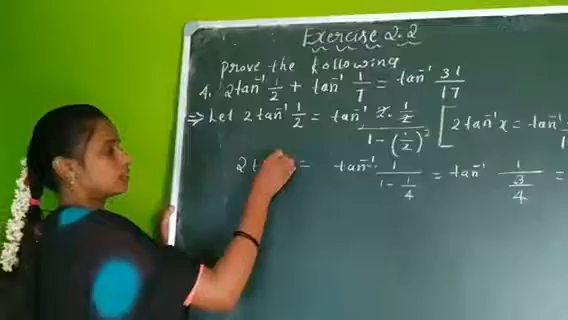 Exercise 2.2
Prove the following
4. 2tan⁻¹ 1/2 + tan⁻¹ 1/7 = tan⁻¹ 31/17
⇒ Let 2tan⁻¹ 1/2 = tan⁻¹ 2·1/2 / 1-(1/2)² [2tan⁻¹x = tan⁻¹
2t = tan⁻¹ 1/1-1/4 = tan⁻¹ 1/3/4 =